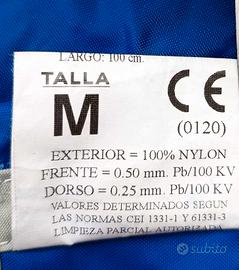 LARGO: 100 cm.
TALLA
M
CE
(0120)
EXTERIOR = 100% NYLON
FRENTE = 0.50 mm. Pb/100 KV
DORSO = 0.25 mm. Pb/100 KV
VALORES DETERMINADOS SEGUN
LAS NORMAS CEI 1331-1 Y 61331-3
LIMPIEZA PARCIAL AUTORIZADA
subito